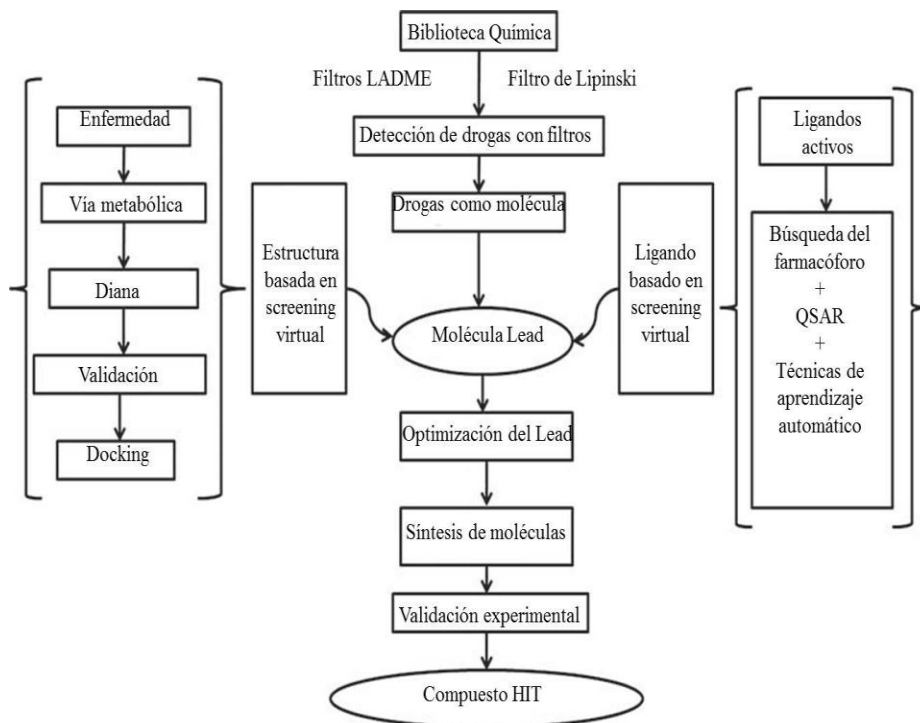 Biblioteca Química
Filtros LADME
Filtro de Lipinski
Detección de drogas con filtros
Drogas como molécula
Enfermedad
Vía metabólica
Diana
Validación
Docking
Estructura
basada en
screening
virtual
Molécula Lead
Ligando
basado en
screening
virtual
Ligandos
activos
Búsqueda del
farmacóforo
+
QSAR
+
Técnicas de
aprendizaje
automático
Optimización del Lead
Síntesis de moléculas
Validación experimental
Compuesto HIT